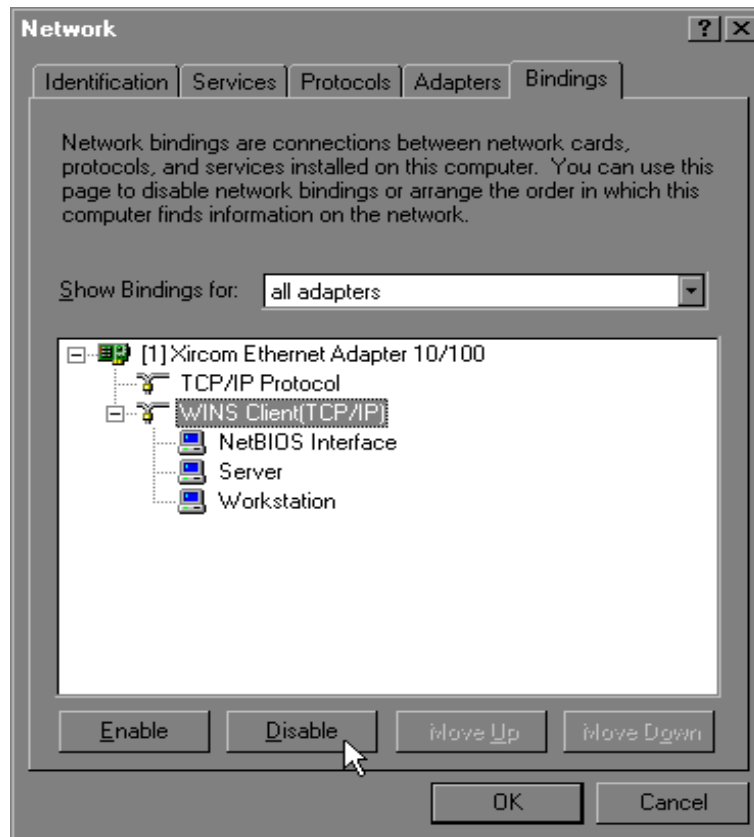 Network
?
Identification Services Protocols Adapters Bindings
Network bindings are connections between network cards,
protocols, and services installed on this computer. You can use this
page to disable network bindings or arrange the order in which this
computer finds information on the network.
Show Bindings for: all adapters
[1] Xircom Ethernet Adapter 10/100
TCP/IP Protocol
WINS Client(TCP/IP)
NetBIOS Interface
Server
Workstation
Enable Disable Move Up Move Down
OK Cancel